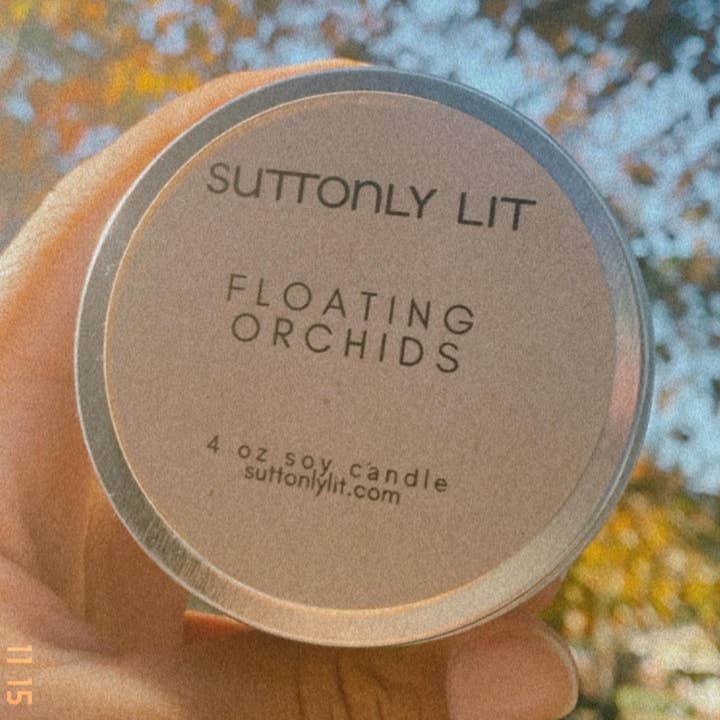 SUTTONLY LIT
FLOATING
ORCHIDS
4 oz soy candle
suttonlylit.com
11 15